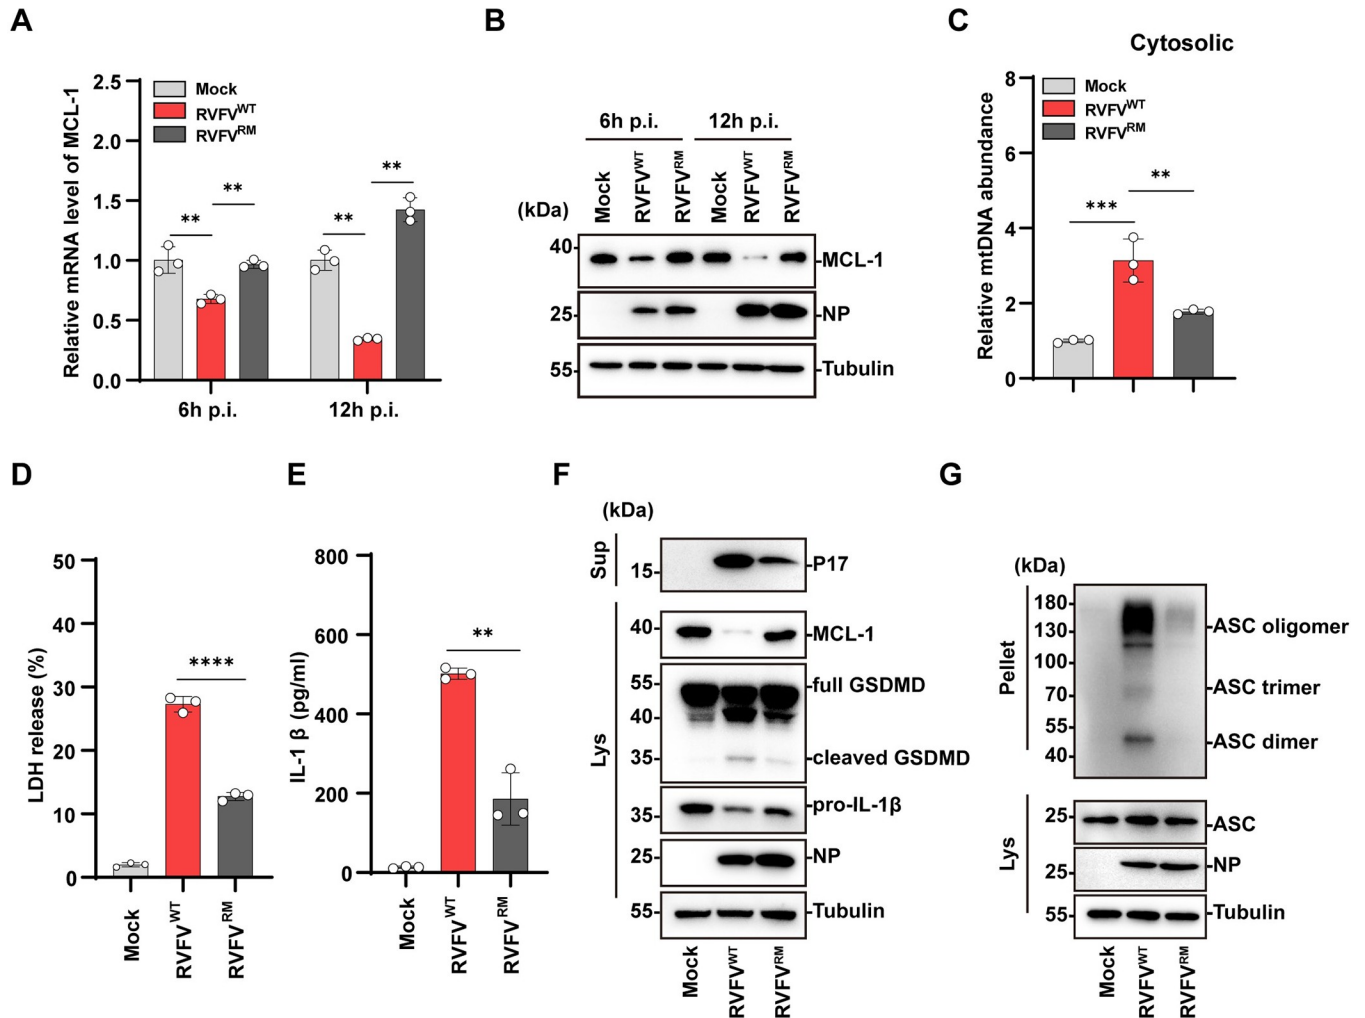 A
Relative mRNA level of MCL-1
2.5
2.0
1.5
1.0
0.5
0.0
Mock
RVFVWT
RVFVRM
**
**
**
**
6h p.i.
12h p.i.
B
6h p.i.
12h p.i.
(kDa)
Mock
RVFVWT
RVFVRM
Mock
RVFVWT
RVFVRM
40
MCL-1
25
NP
55
Tubulin
C
Cytosolic
Relative mtDNA abundance
8
6
4
2
0
Mock
RVFVWT
RVFVRM
***
**
D
LDH release (%)
50
40
30
20
10
0
****
Mock
RVFVWT
RVFVRM
E
IL-1 β (pg/ml)
800
600
400
200
0
**
Mock
RVFVWT
RVFVRM
F
(kDa)
Sup
15
P17
Lys
40
MCL-1
55
full GSDMD
40
35
cleaved GSDMD
35
pro-IL-1β
25
NP
55
Tubulin
Mock
RVFVWT
RVFVRM
G
(kDa)
Pellet
180
130
ASC oligomer
100
70
ASC trimer
55
ASC dimer
40
Lys
25
ASC
25
NP
55
Tubulin
Mock
RVFVWT
RVFVRM